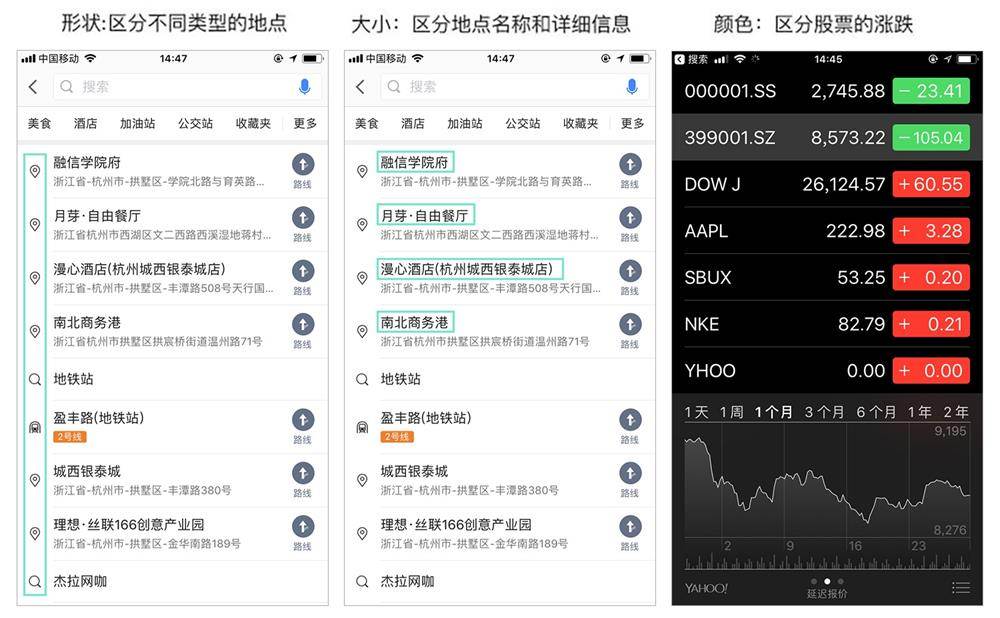 形状:区分不同类型的地点
中国移动 14:47
搜索
美食 酒店 加油站 公交站 收藏夹 更多
融信学院府
浙江省-杭州市-拱墅区-学院北路与育英路...
路线
月芽·自由餐厅
浙江省杭州市西湖区文二西路西溪湿地蒋村...
路线
漫心酒店(杭州城西银泰城店)
浙江省-杭州市-拱墅区-丰潭路508号天行国...
路线
南北商务港
浙江省杭州市拱墅区拱宸桥街道温州路71号
路线
地铁站
盈丰路(地铁站)
2号线
路线
城西银泰城
浙江省-杭州市-拱墅区-丰潭路380号
路线
理想·丝联166创意产业园
浙江省-杭州市-拱墅区-金华南路189号
路线
杰拉网咖
大小：区分地点名称和详细信息
中国移动 14:47
搜索
美食 酒店 加油站 公交站 收藏夹 更多
融信学院府
浙江省-杭州市-拱墅区-学院北路与育英路...
路线
月芽·自由餐厅
浙江省杭州市西湖区文二西路西溪湿地蒋村...
路线
漫心酒店(杭州城西银泰城店)
浙江省-杭州市-拱墅区-丰潭路508号天行国...
路线
南北商务港
浙江省杭州市拱墅区拱宸桥街道温州路71号
路线
地铁站
盈丰路(地铁站)
2号线
路线
城西银泰城
浙江省-杭州市-拱墅区-丰潭路380号
路线
理想·丝联166创意产业园
浙江省-杭州市-拱墅区-金华南路189号
路线
杰拉网咖
颜色：区分股票的涨跌
搜索 14:45
000001.SS 2,745.88 －23.41
399001.SZ 8,573.22 －105.04
DOW J 26,124.57 +60.55
AAPL 222.98 + 3.28
SBUX 53.25 + 0.20
NKE 82.79 + 0.21
YHOO 0.00 + 0.00
1天 1周 1个月 3个月 6个月 1年 2年
9,195
8,276
2 9 16 23
YAHOO! 延迟报价